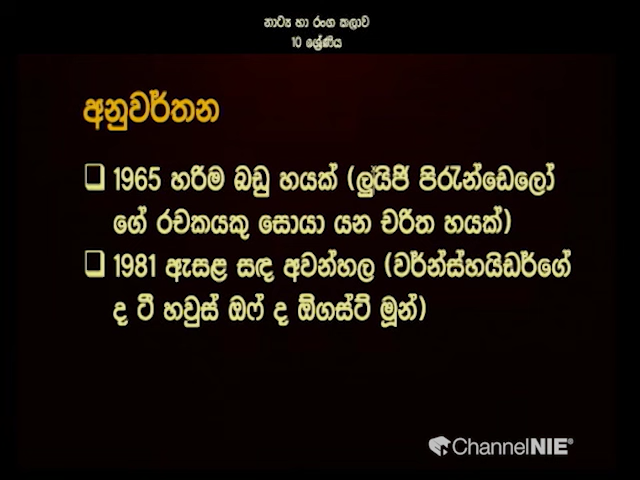 නාට්‍ය හා රංග කලාව
10 ශ්‍රේණිය
අනුවර්තන
❑ 1965 හරිම බඩු හයක් (ලුයිජි පිරැන්ඩෙලෝ
ගේ රචකයකු සොයා යන චරිත හයක්)
❑ 1981 ඇසළ සඳ අවන්හල (වර්න්ස්හයිඩර්ගේ
ද ටී හවුස් ඔෆ් ද ඕගස්ට් මූන්)
ChannelNIE®